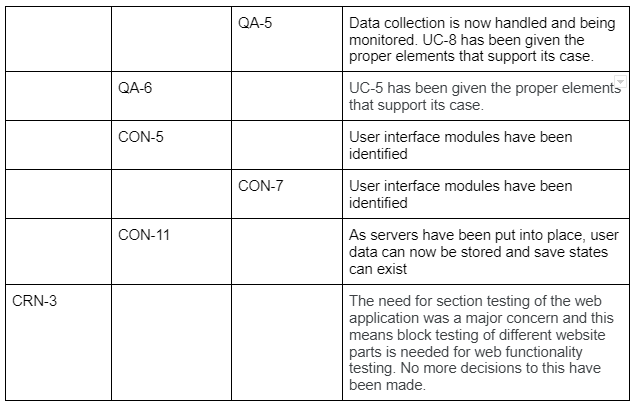 QA-5 Data collection is now handled and being
monitored. UC-8 has been given the
proper elements that support its case.
QA-6 UC-5 has been given the proper elements
that support its case.
CON-5 User interface modules have been
identified
CON-7 User interface modules have been
identified
CON-11 As servers have been put into place, user
data can now be stored and save states
can exist
CRN-3 The need for section testing of the web
application was a major concern and this
means block testing of different website
parts is needed for web functionality
testing. No more decisions to this have
been made.